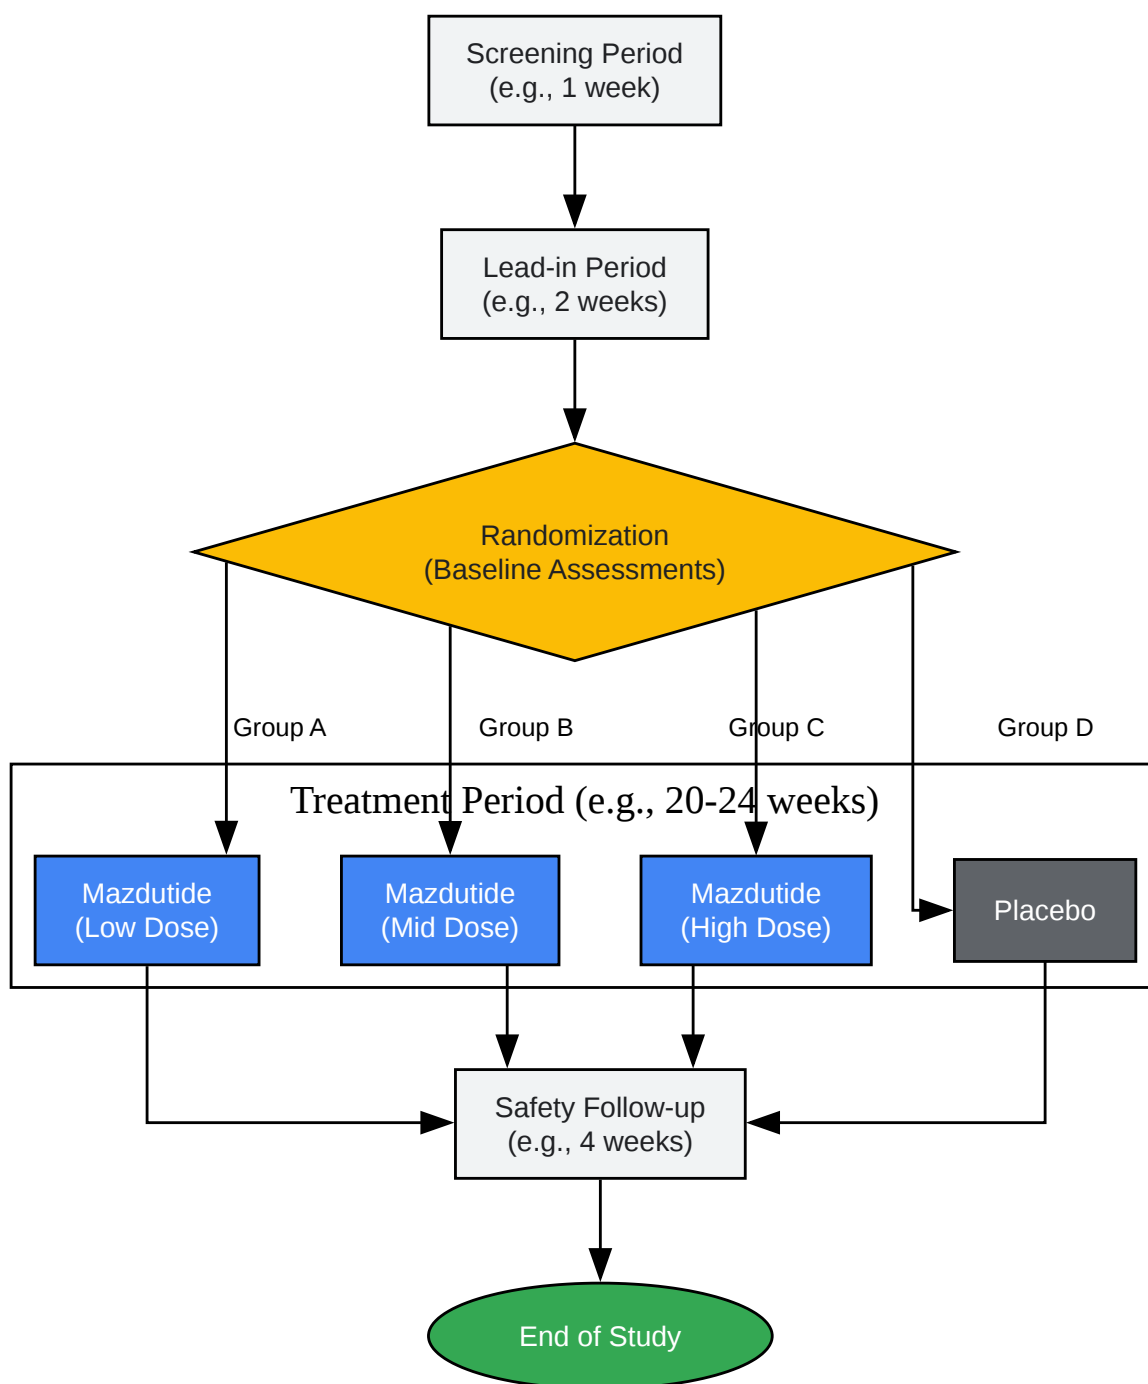 Screening Period
(e.g., 1 week)
Lead-in Period
(e.g., 2 weeks)
Randomization
(Baseline Assessments)
Group A
Group B
Group C
Group D
Treatment Period (e.g., 20-24 weeks)
Mazdutide
(Low Dose)
Mazdutide
(Mid Dose)
Mazdutide
(High Dose)
Placebo
Safety Follow-up
(e.g., 4 weeks)
End of Study